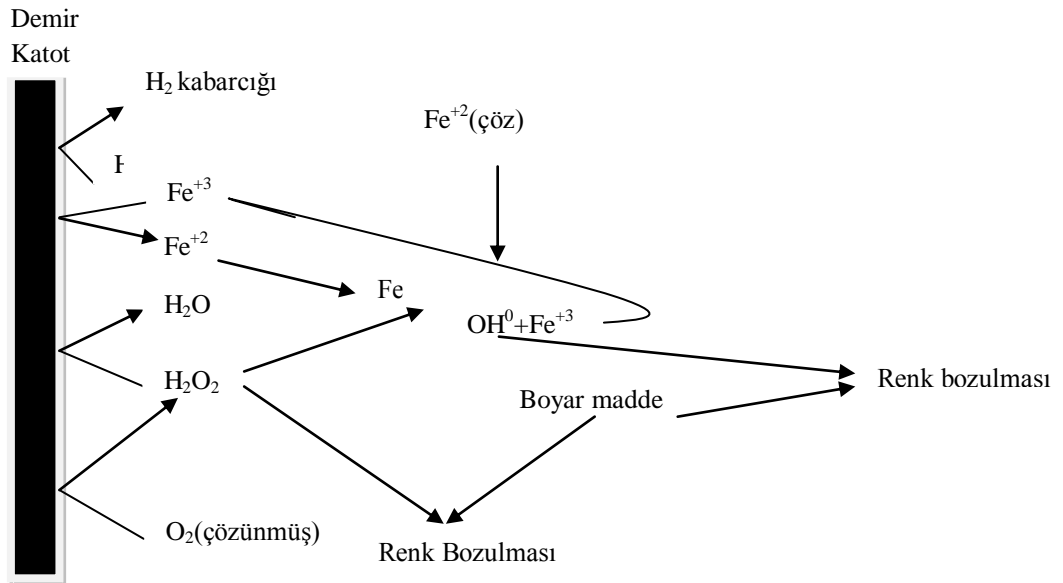 Demir
Katot
H₂ kabarcığı
Fe⁺²(çöz)
Fe⁺³
Fe⁺²
Fe
H₂O
OH⁰+Fe⁺³
H₂O₂
Boyar madde
Renk bozulması
O₂(çözünmüş)
Renk Bozulması